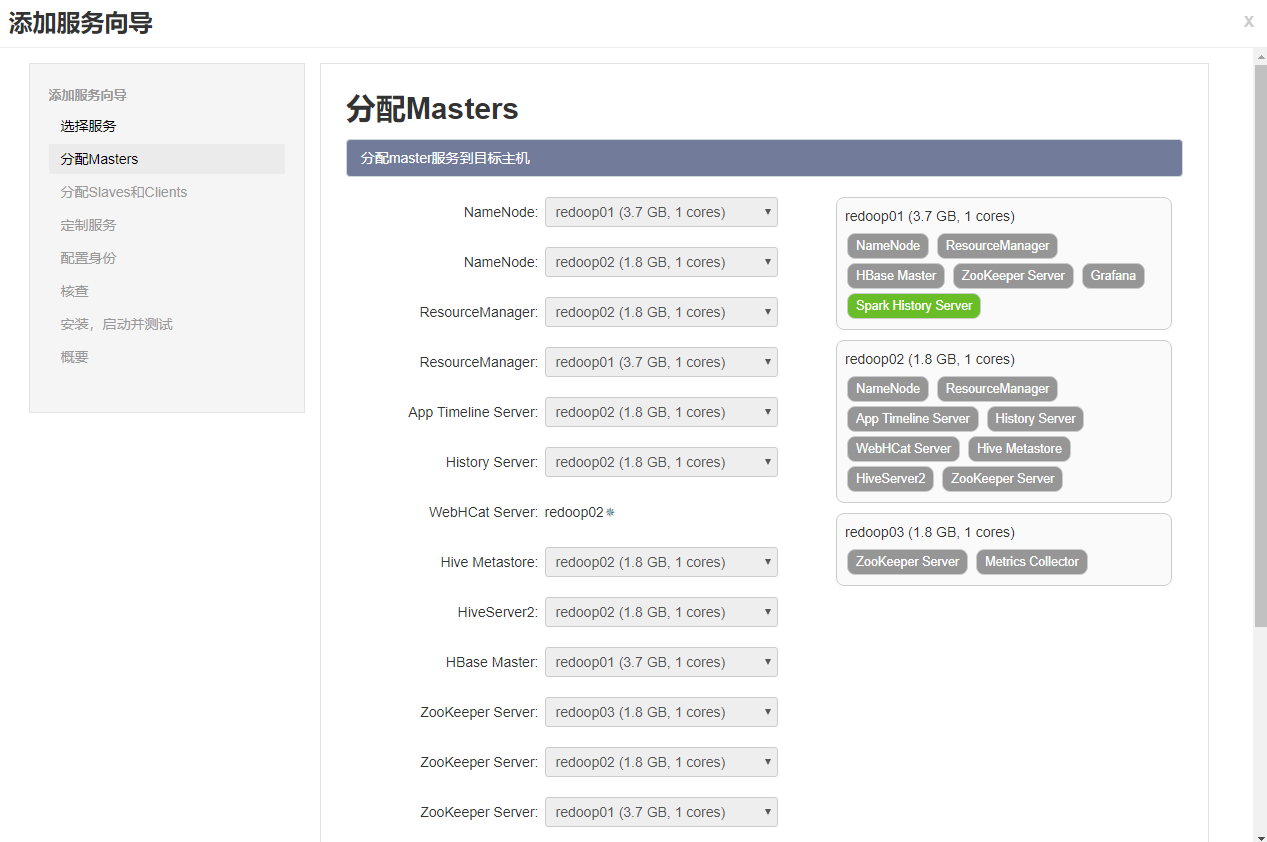 添加服务向导
x
添加服务向导
选择服务
分配Masters
分配Slaves和Clients
定制服务
配置身份
核查
安装，启动并测试
概要
分配Masters
分配master服务到目标主机
NameNode: redoop01 (3.7 GB, 1 cores)
NameNode: redoop02 (1.8 GB, 1 cores)
ResourceManager: redoop02 (1.8 GB, 1 cores)
ResourceManager: redoop01 (3.7 GB, 1 cores)
App Timeline Server: redoop02 (1.8 GB, 1 cores)
History Server: redoop02 (1.8 GB, 1 cores)
WebHCat Server: redoop02*
Hive Metastore: redoop02 (1.8 GB, 1 cores)
HiveServer2: redoop02 (1.8 GB, 1 cores)
HBase Master: redoop01 (3.7 GB, 1 cores)
ZooKeeper Server: redoop03 (1.8 GB, 1 cores)
ZooKeeper Server: redoop02 (1.8 GB, 1 cores)
ZooKeeper Server: redoop01 (3.7 GB, 1 cores)
redoop01 (3.7 GB, 1 cores)
NameNode ResourceManager
HBase Master ZooKeeper Server Grafana
Spark History Server
redoop02 (1.8 GB, 1 cores)
NameNode ResourceManager
App Timeline Server History Server
WebHCat Server Hive Metastore
HiveServer2 ZooKeeper Server
redoop03 (1.8 GB, 1 cores)
ZooKeeper Server Metrics Collector